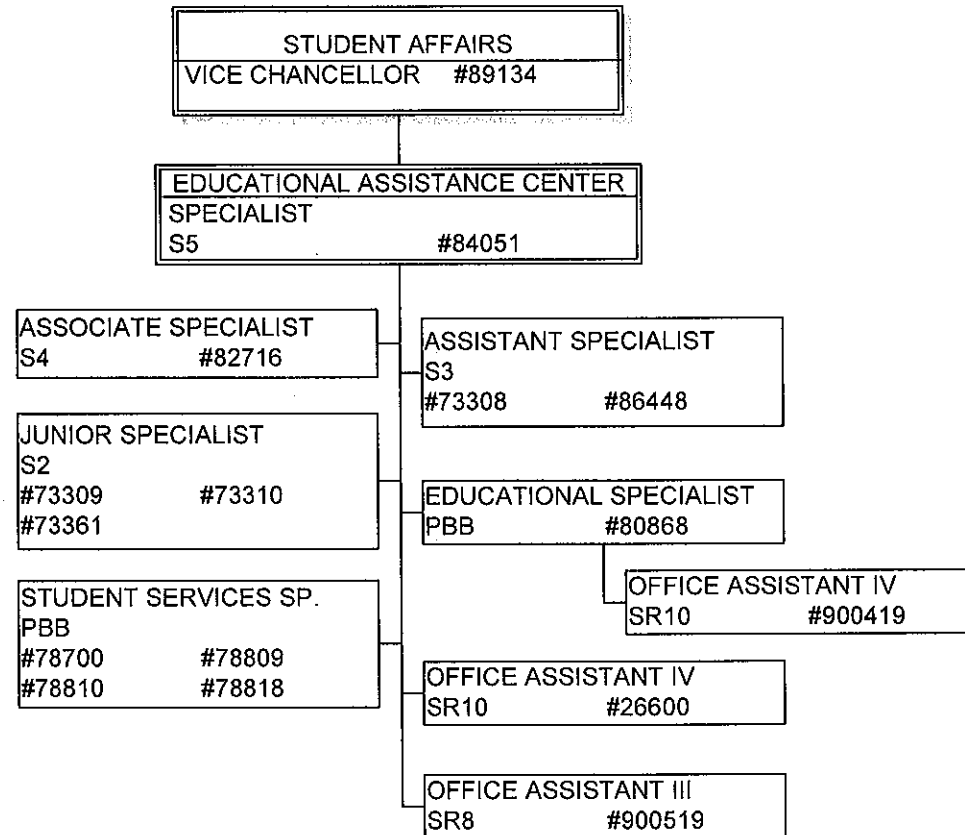 STUDENT AFFAIRS
VICE CHANCELLOR #89134
EDUCATIONAL ASSISTANCE CENTER
SPECIALIST
S5 #84051
ASSOCIATE SPECIALIST
S4 #82716
ASSISTANT SPECIALIST
S3
#73308 #86448
JUNIOR SPECIALIST
S2
#73309 #73310
#73361
EDUCATIONAL SPECIALIST
PBB #80868
OFFICE ASSISTANT IV
SR10 #900419
STUDENT SERVICES SP.
PBB
#78700 #78809
#78810 #78818
OFFICE ASSISTANT IV
SR10 #26600
OFFICE ASSISTANT III
SR8 #900519